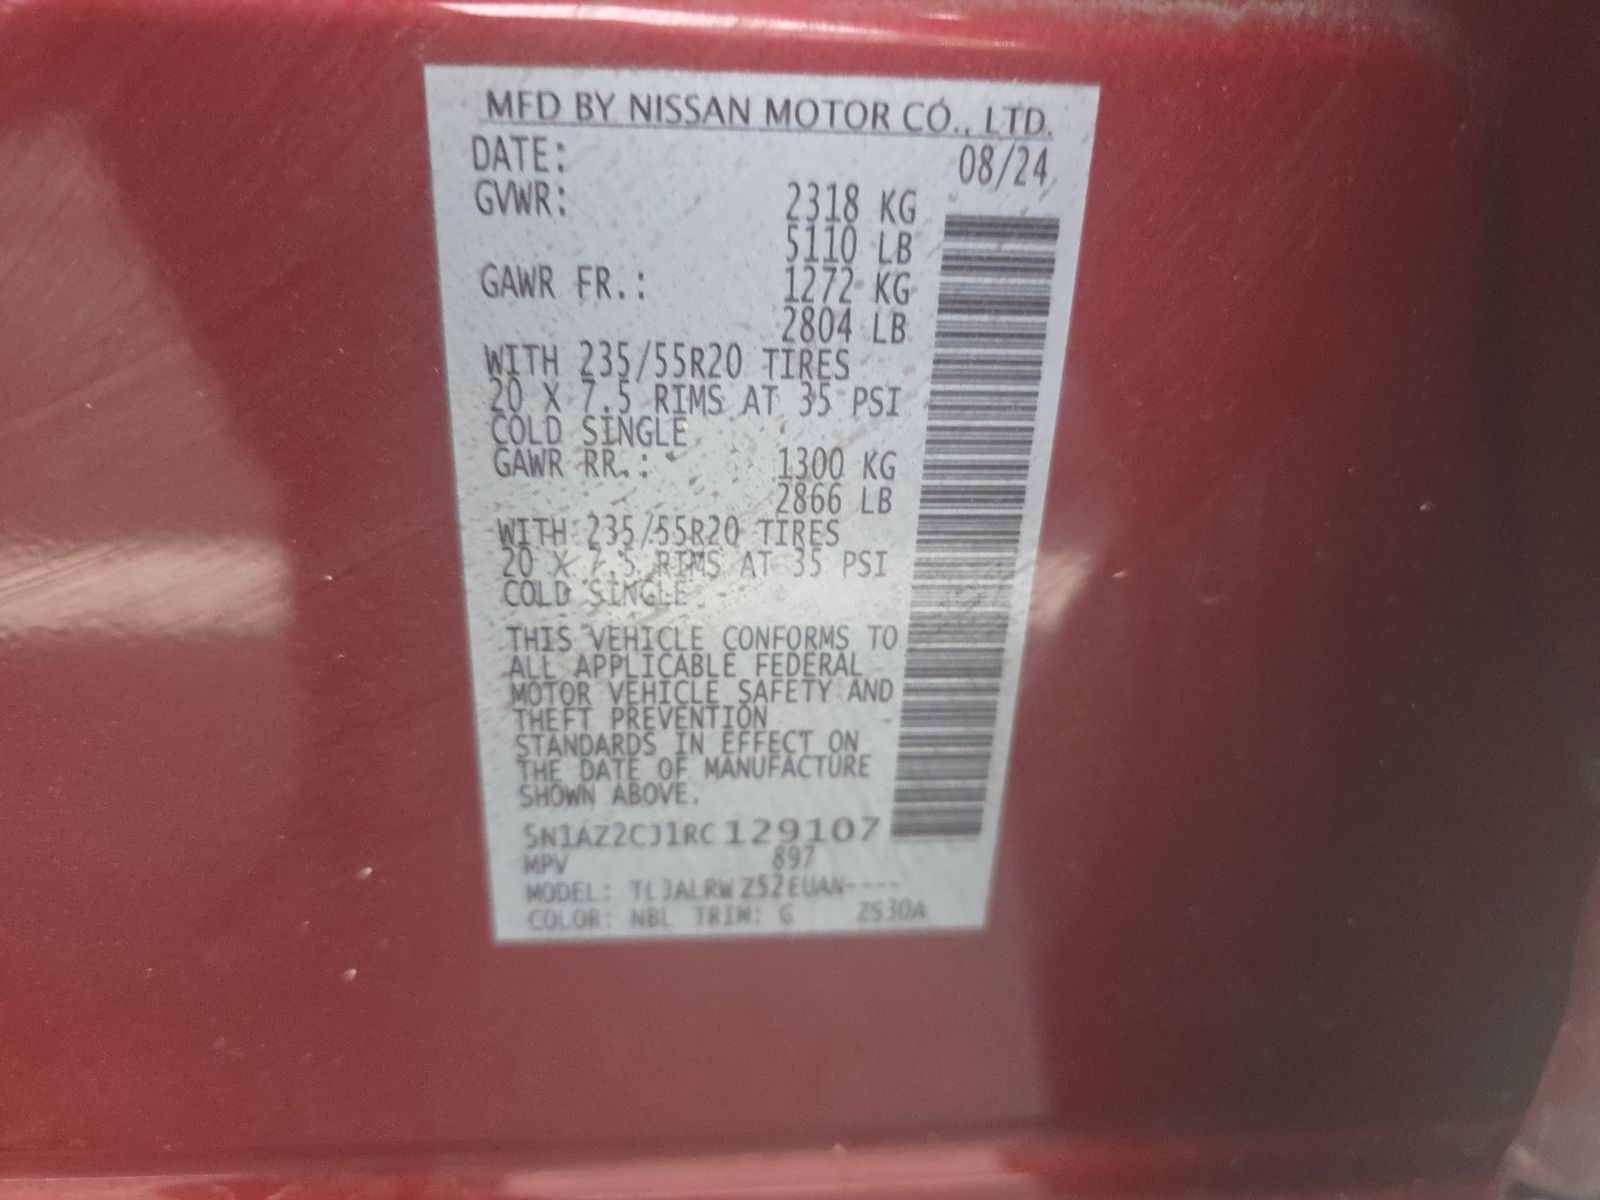 MFD BY NISSAN MOTOR CO., LTD.
DATE: 08/24
GVWR: 2318 KG
5110 LB
GAWR FR.: 1272 KG
2804 LB
WITH 235/55R20 TIRES
20 X 7.5 RIMS AT 35 PSI
COLD SINGLE
GAWR RR.: 1300 KG
2866 LB
WITH 235/55R20 TIRES
20 X 7.5 RIMS AT 35 PSI
COLD SINGLE
THIS VEHICLE CONFORMS TO
ALL APPLICABLE FEDERAL
MOTOR VEHICLE SAFETY AND
THEFT PREVENTION
STANDARDS IN EFFECT ON
THE DATE OF MANUFACTURE
SHOWN ABOVE.
5N1AZ2CJ1RC129107
MPV 897
MODEL: TLJALRW Z52EUAN----
COLOR: NBL TRIM: G ZS30A